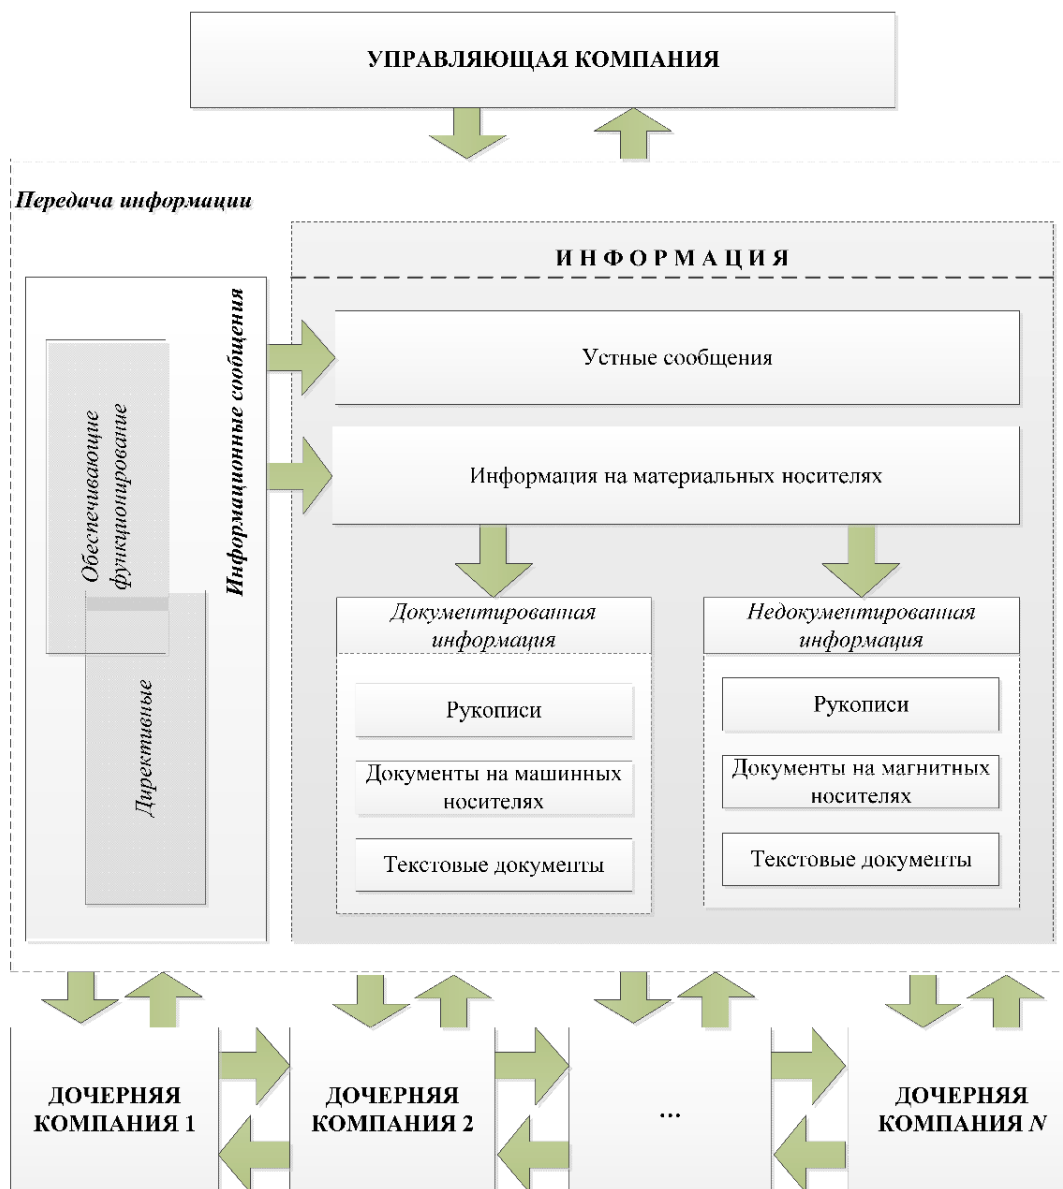 УПРАВЛЯЮЩАЯ КОМПАНИЯ
Передача информации
ИНФОРМАЦИЯ
Информационные сообщения
Обеспечивающие
функционирование
Директивные
Устные сообщения
Информация на материальных носителях
Документированная
информация
Рукописи
Документы на машинных
носителях
Текстовые документы
Недокументированная
информация
Рукописи
Документы на магнитных
носителях
Текстовые документы
ДОЧЕРНЯЯ
КОМПАНИЯ 1
ДОЧЕРНЯЯ
КОМПАНИЯ 2
...
ДОЧЕРНЯЯ
КОМПАНИЯ N